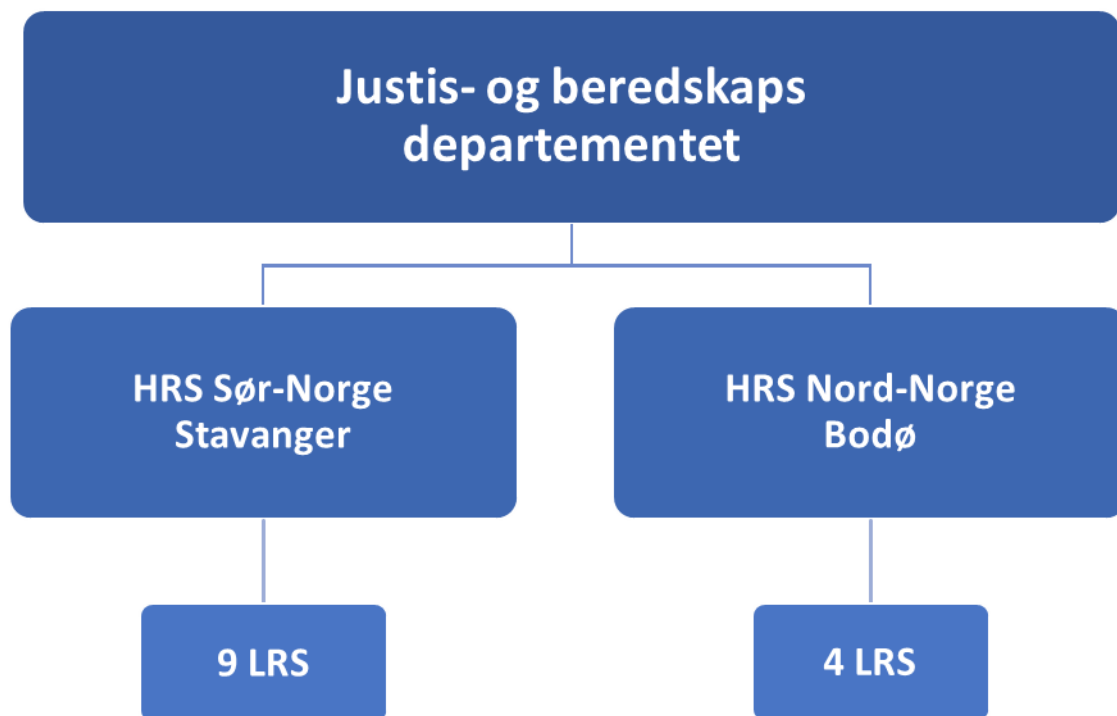 Justis- og beredskaps
departementet
HRS Sør-Norge
Stavanger
HRS Nord-Norge
Bodø
9 LRS
4 LRS